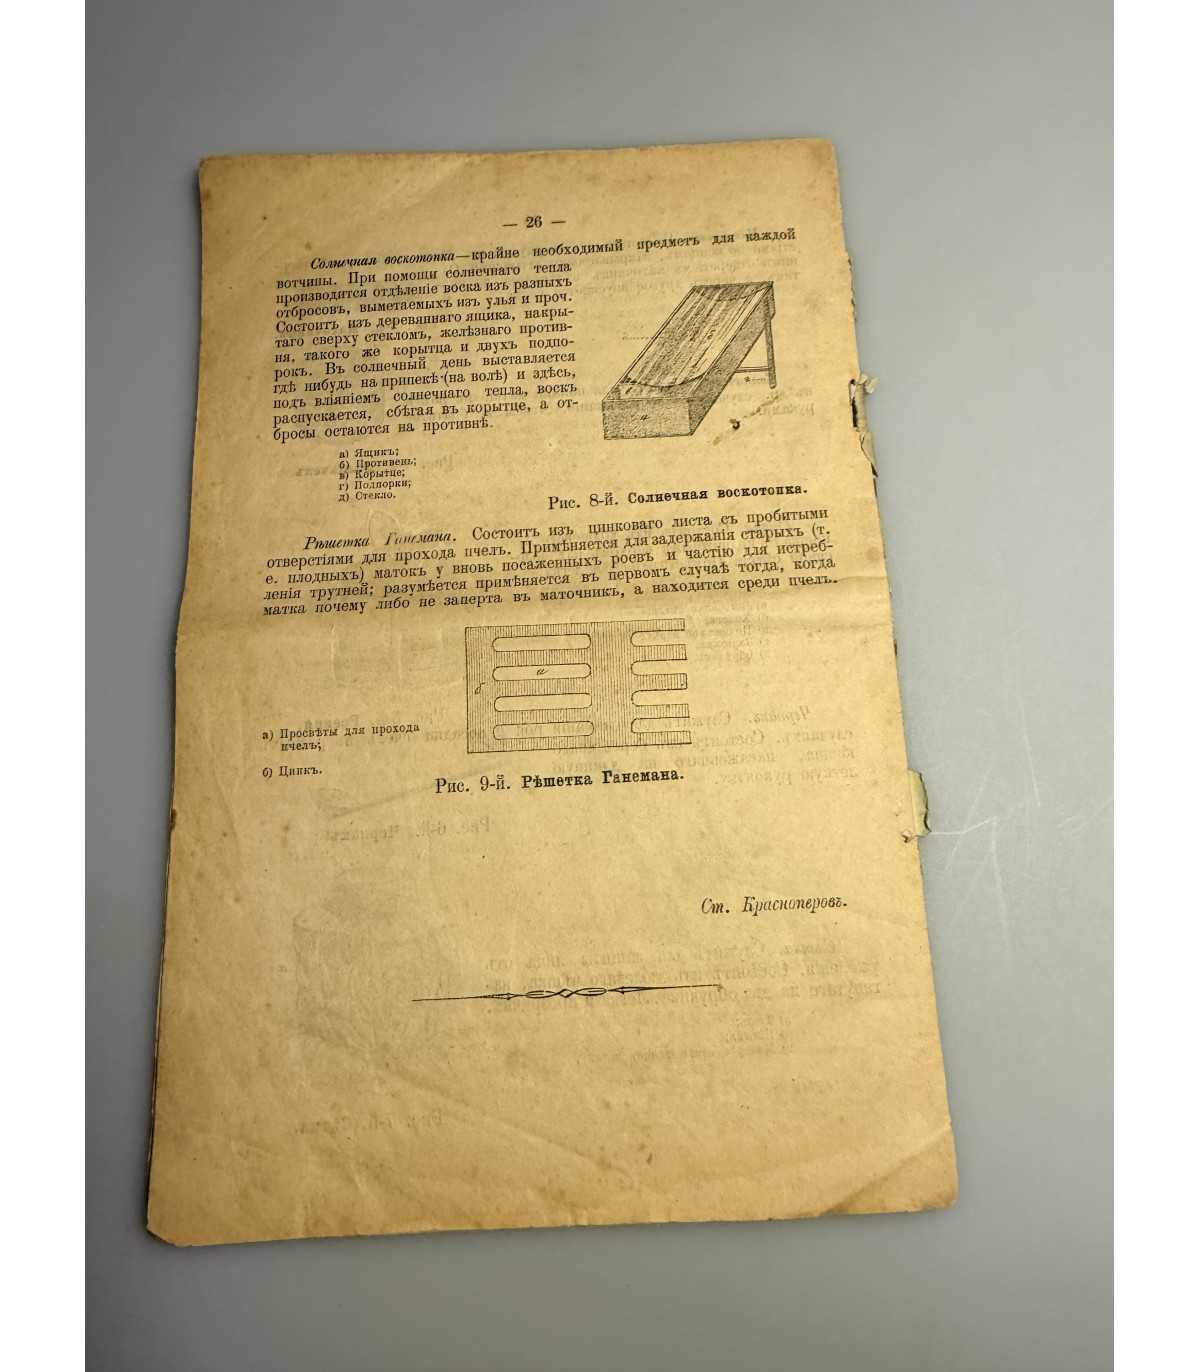 — 26 —
Солнечная воскотопка—крайне необходимый предметъ для каждой
вотчины. При помощи солнечнаго тепла
производится отдѣленіе воска изъ разныхъ
отбросовъ, выметаемыхъ изъ улья и проч.
Состоитъ изъ деревяннаго ящика, накры-
таго сверху стекломъ, желѣзнаго против-
ня, такого же корытца и двухъ подпо-
рокъ. Въ солнечный день выставляется
гдѣ нибудь на припекѣ (на волѣ) и здѣсь,
подъ вліяніемъ солнечнаго тепла, воскъ
распускается, сбѣгая въ корытце, а от-
бросы остаются на противнѣ.
а) Ящикъ;
б) Противень;
в) Корытце;
г) Подпорки;
д) Стекло.
а
Рис. 8-й. Солнечная воскотопка.
Рѣшетка Ганемана. Состоитъ изъ цинковаго листа съ пробитыми
отверстіями для прохода пчелъ. Примѣняется для задержанія старыхъ (т.
е. плодныхъ) матокъ у вновь посаженныхъ роевъ и частію для истреб-
ленія трутней; разумѣется примѣняется въ первомъ случаѣ тогда, когда
матка почему либо не заперта въ маточникъ, а находится среди пчелъ.
а
б
а) Просвѣты для прохода
пчелъ;
б) Цинкъ.
Рис. 9-й. Рѣшетка Ганемана.
Ст. Красноперовъ.